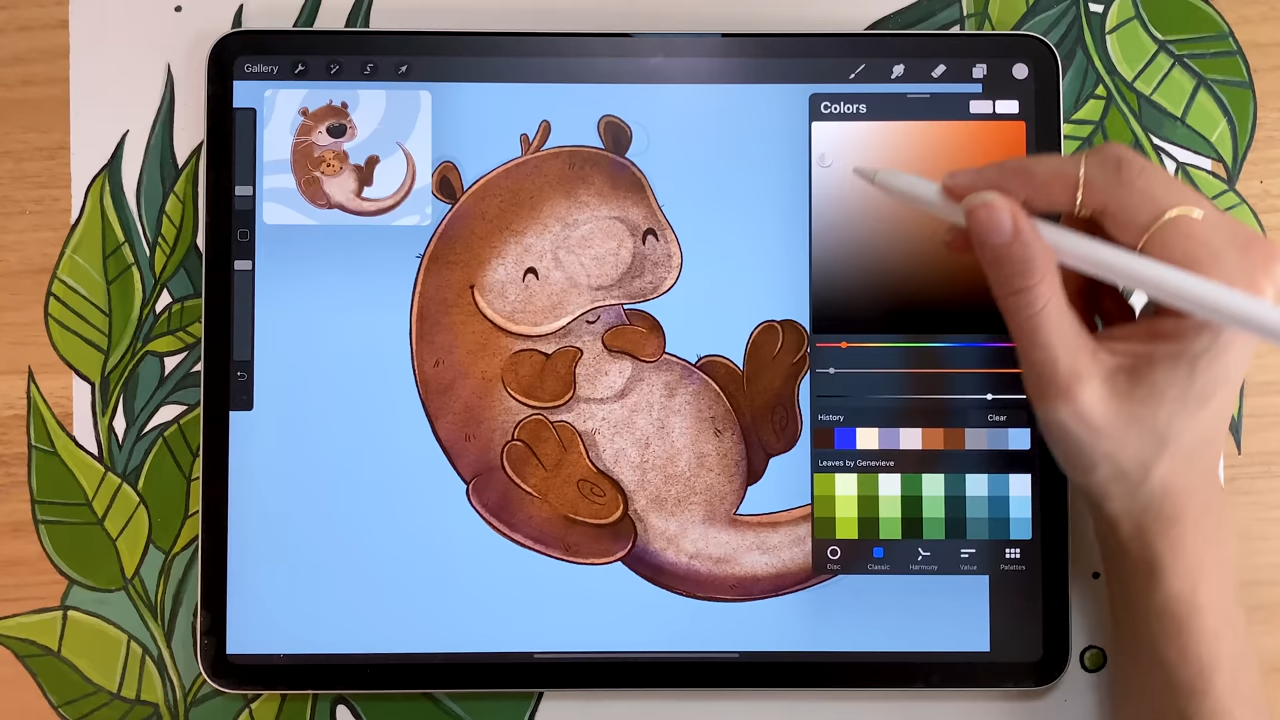 Gallery
Colors
History Clear
Leaves by Genevieve
Disc Classic Harmony Value Palettes